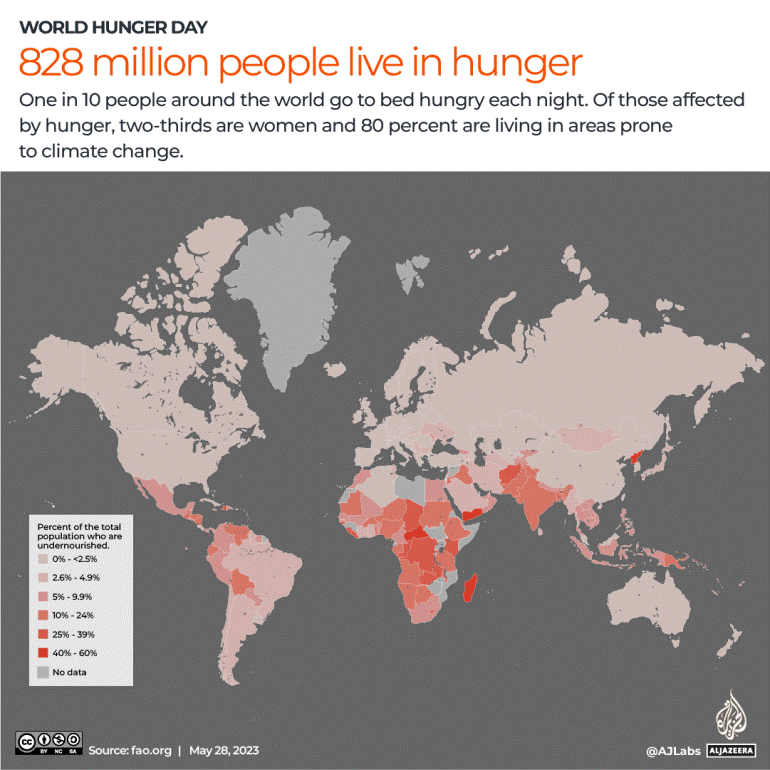 WORLD HUNGER DAY
828 million people live in hunger
One in 10 people around the world go to bed hungry each night. Of those affected
by hunger, two-thirds are women and 80 percent are living in areas prone
to climate change.
Percent of the total
population who are
undernourished.
0% - <2.5%
2.6% - 4.9%
5% - 9.9%
10% - 24%
25% - 39%
40% - 60%
No data
CC BY NC SA
Source: fao.org | May 28, 2023
@AJLabs ALJAZEERA